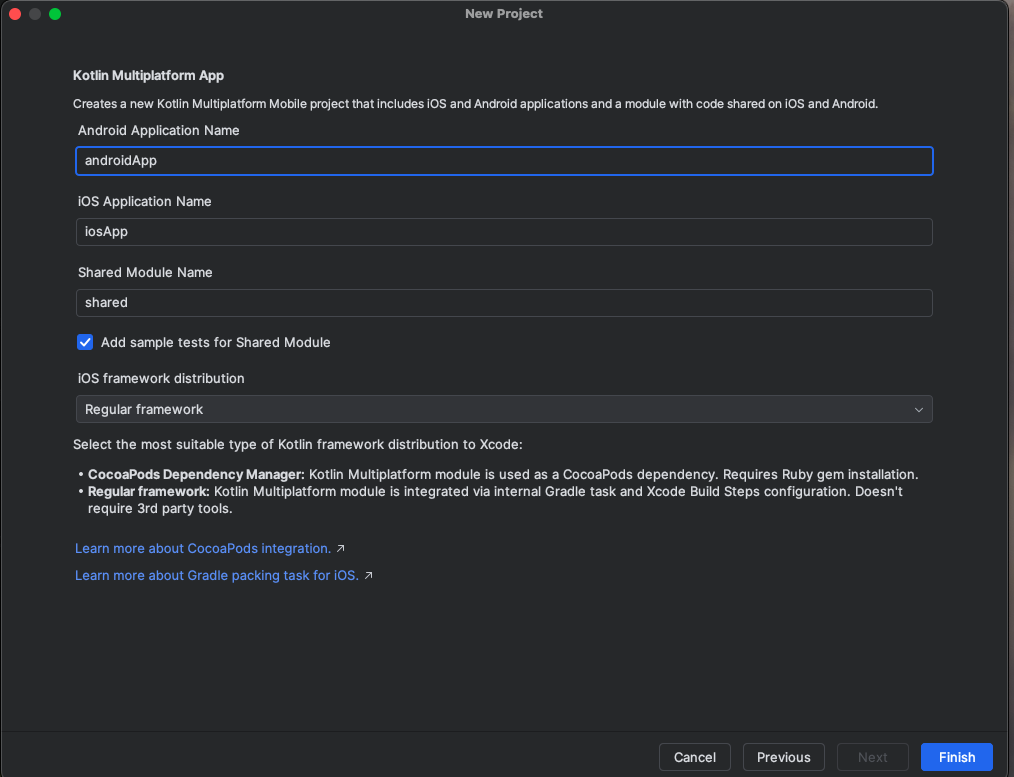 New Project
Kotlin Multiplatform App
Creates a new Kotlin Multiplatform Mobile project that includes iOS and Android applications and a module with code shared on iOS and Android.
Android Application Name
androidApp
iOS Application Name
iosApp
Shared Module Name
shared
Add sample tests for Shared Module
iOS framework distribution
Regular framework
Select the most suitable type of Kotlin framework distribution to Xcode:
• CocoaPods Dependency Manager: Kotlin Multiplatform module is used as a CocoaPods dependency. Requires Ruby gem installation.
• Regular framework: Kotlin Multiplatform module is integrated via internal Gradle task and Xcode Build Steps configuration. Doesn't
require 3rd party tools.
Learn more about CocoaPods integration. ↗
Learn more about Gradle packing task for iOS. ↗
Cancel Previous Next Finish